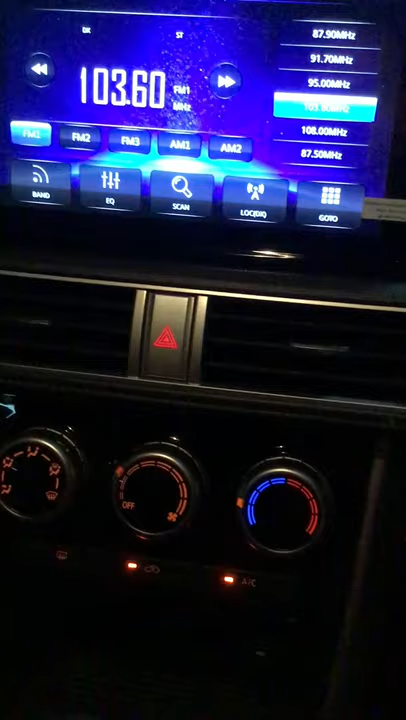 DX
ST
87.90MHz
91.70MHz
95.00MHz
103.60
FM1
MHz
108.00MHz
87.50MHz
FM1
FM2
FM3
AM1
AM2
BAND
EQ
SCAN
LOC(DX)
GOTO
OFF
A/C